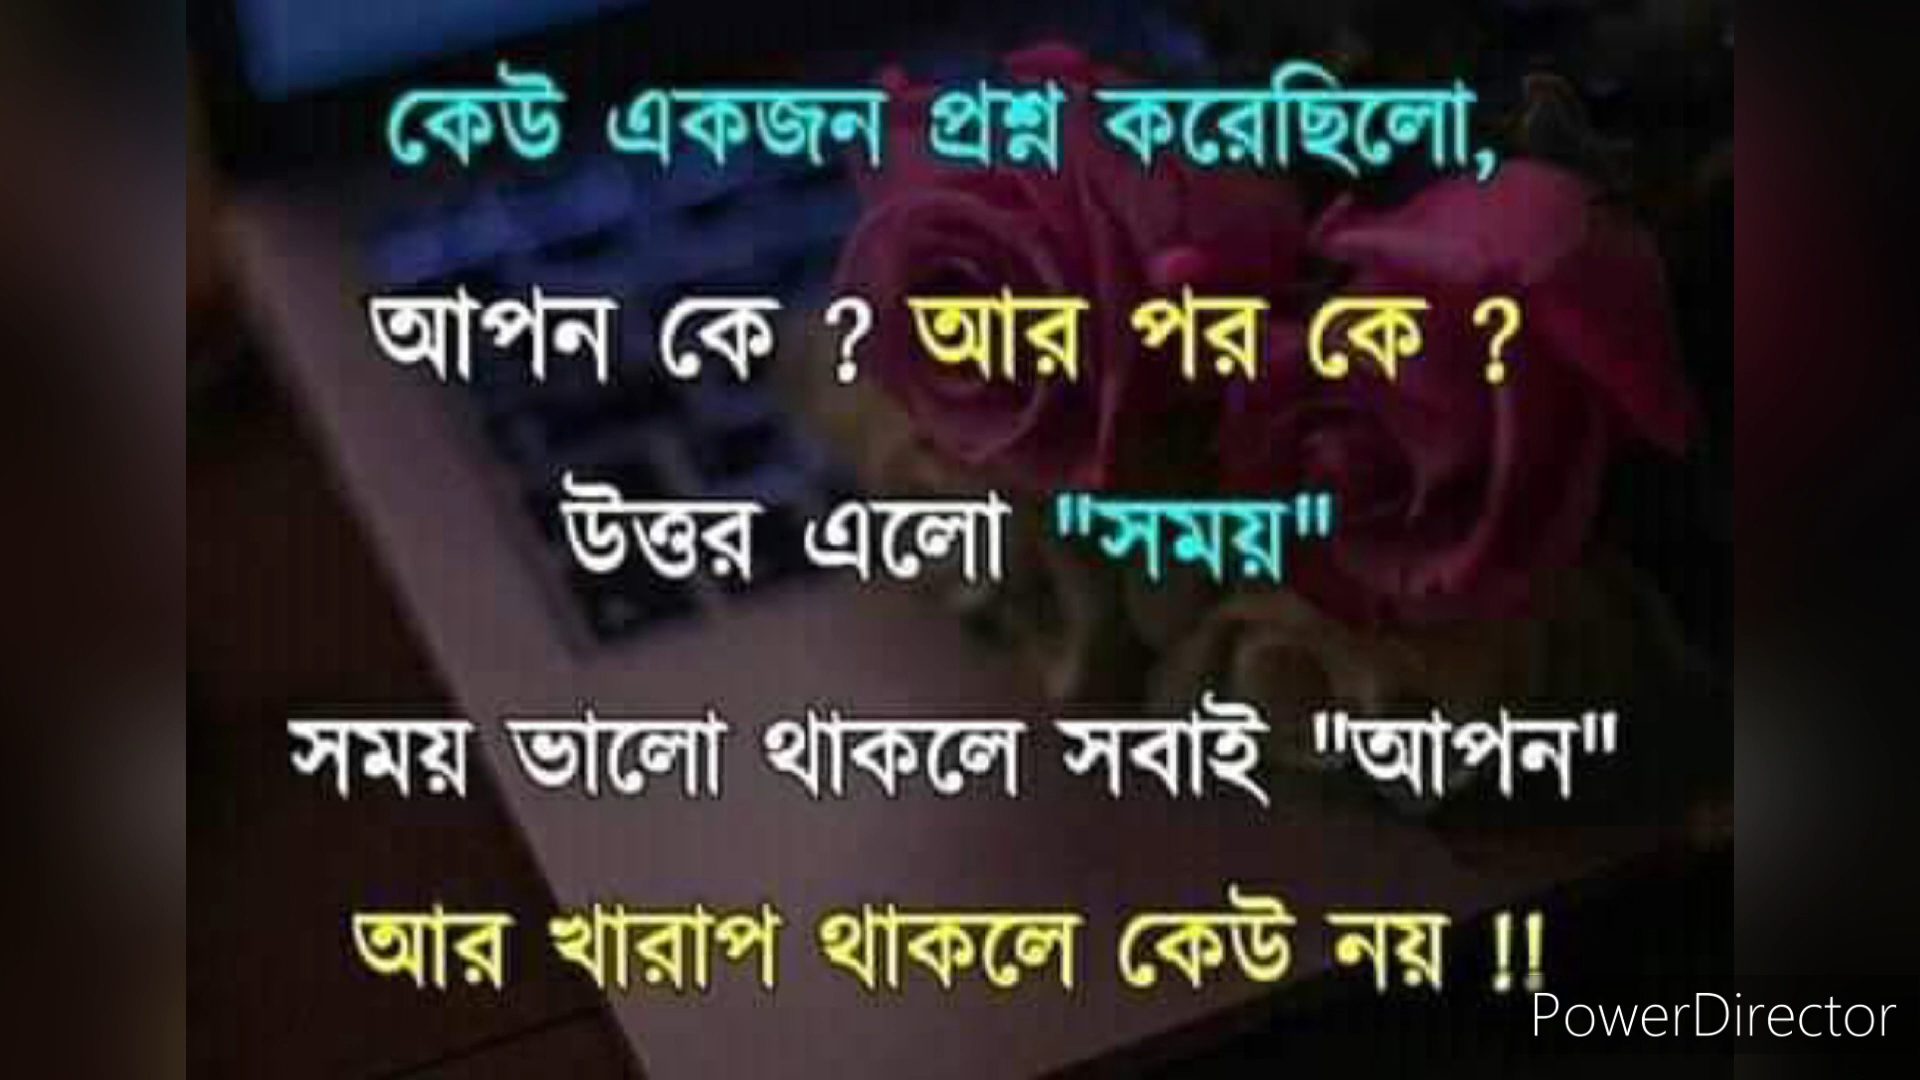 কেউ একজন প্রশ্ন করেছিলো,
আপন কে ? আর পর কে ?
উত্তর এলো "সময়"
সময় ভালো থাকলে সবাই "আপন"
আর খারাপ থাকলে কেউ নয় !!
PowerDirector